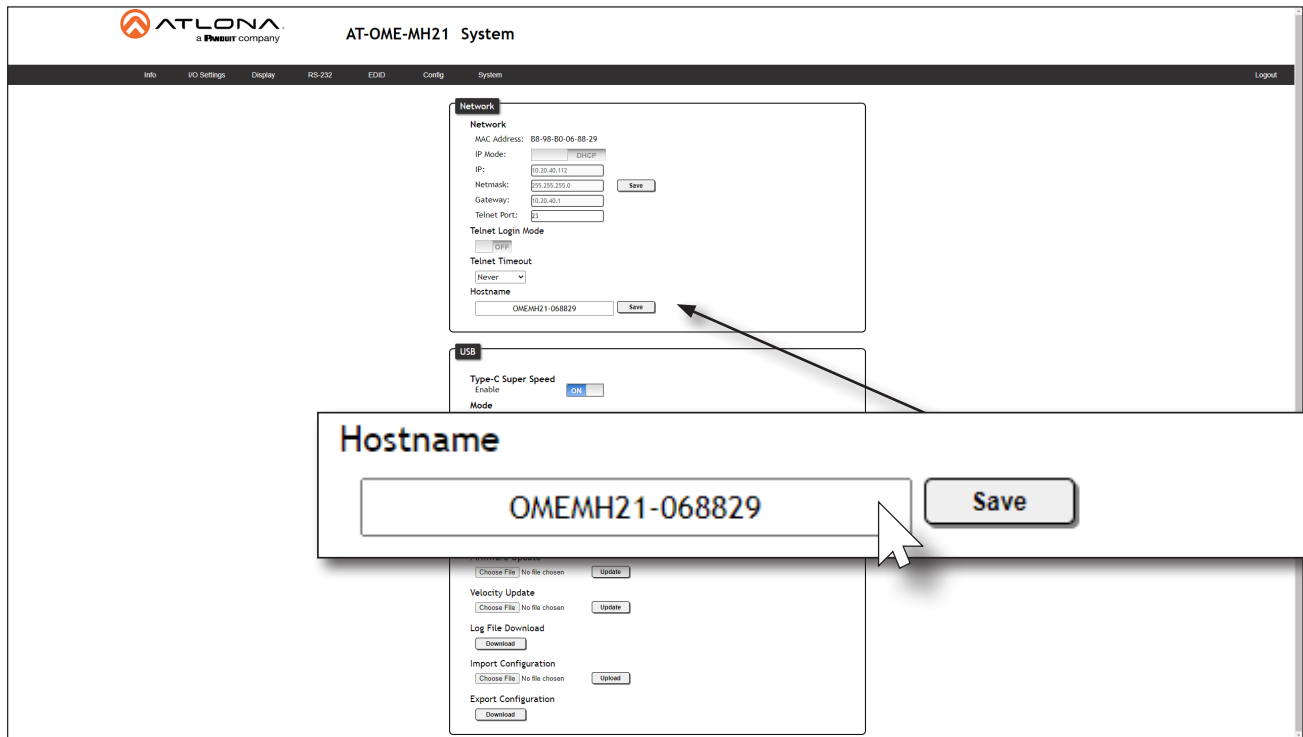 ATLONA.
a PANDUIT company
AT-OME-MH21 System
Info I/O Settings Display RS-232 EDID Config System Logout
Network
Network
MAC Address: B8-98-B0-06-88-29
IP Mode: DHCP
IP: 10.20.40.112
Netmask: 255.255.255.0 Save
Gateway: 10.20.40.1
Telnet Port: 23
Telnet Login Mode
OFF
Telnet Timeout
Never
Hostname
OMEMH21-068829 Save
USB
Type-C Super Speed
Enable ON
Mode
Hostname
OMEMH21-068829 Save
Firmware Update
Choose File No file chosen Update
Velocity Update
Choose File No file chosen Update
Log File Download
Download
Import Configuration
Choose File No file chosen Upload
Export Configuration
Download